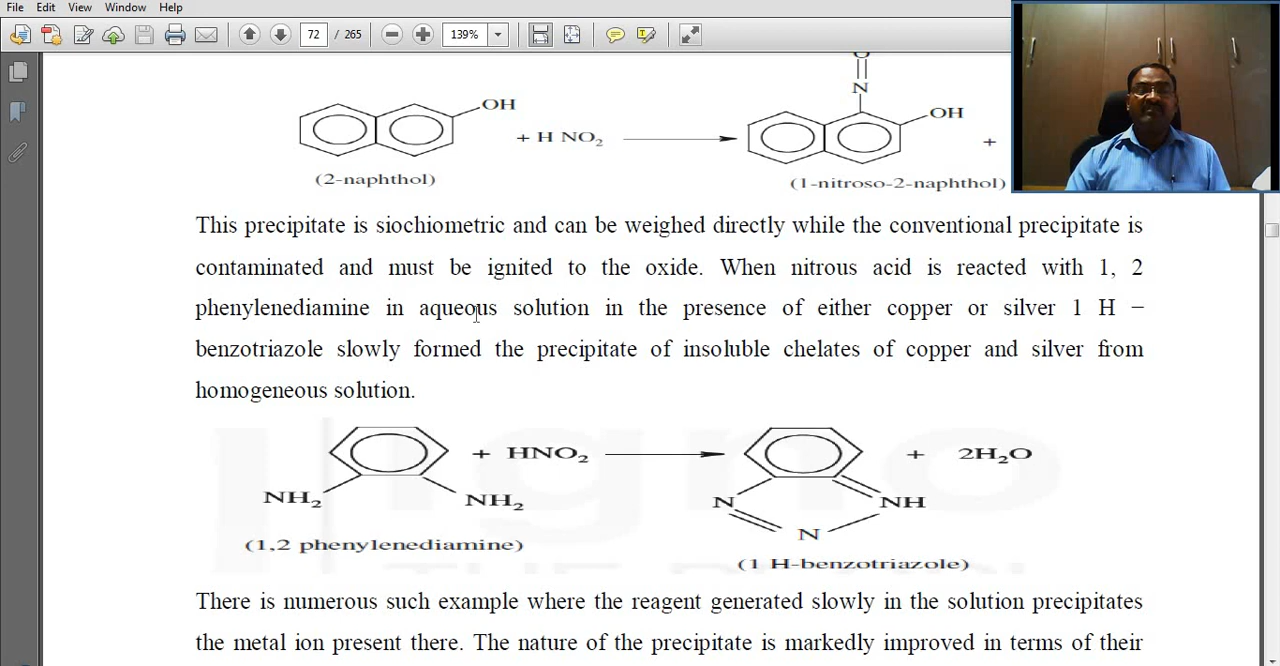 File Edit View Window Help
72 / 265 139%
O
N
OH OH
+ H NO2 +
(2-naphthol) (1-nitroso-2-naphthol)
This precipitate is siochiometric and can be weighed directly while the conventional precipitate is
contaminated and must be ignited to the oxide. When nitrous acid is reacted with 1, 2
phenylenediamine in aqueous solution in the presence of either copper or silver 1 H –
benzotriazole slowly formed the precipitate of insoluble chelates of copper and silver from
homogeneous solution.
+ HNO2 + 2H2O
NH2 NH2 N NH
N
(1,2 phenylenediamine)
(1 H-benzotriazole)
There is numerous such example where the reagent generated slowly in the solution precipitates
the metal ion present there. The nature of the precipitate is markedly improved in terms of their